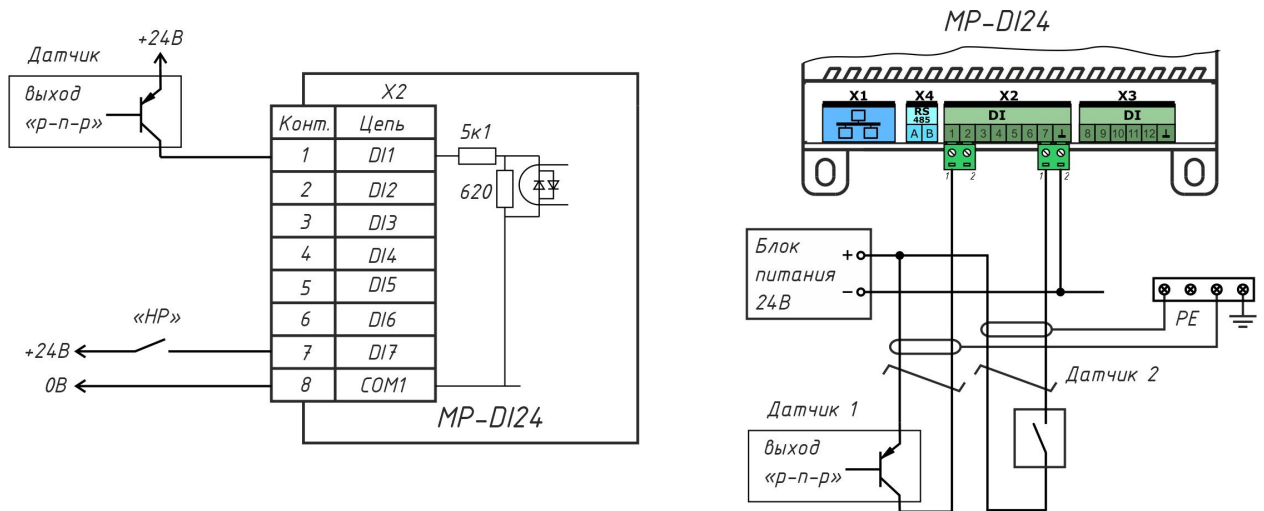 +24В
Датчик
выход
«p-n-p»
X2
Конт. Цепь
1 DI1
2 DI2
3 DI3
4 DI4
5 DI5
6 DI6
7 DI7
8 COM1
5к1
620
«НР»
+24В
0В
MP-DI24
MP-DI24
X1 X4 X2 X3
RS
485
DI DI
A B 1 2 3 4 5 6 7 8 9 10 11 12
1 2 1 2
Блок
питания
24В
+
−
PE
Датчик 2
Датчик 1
выход
«p-n-p»